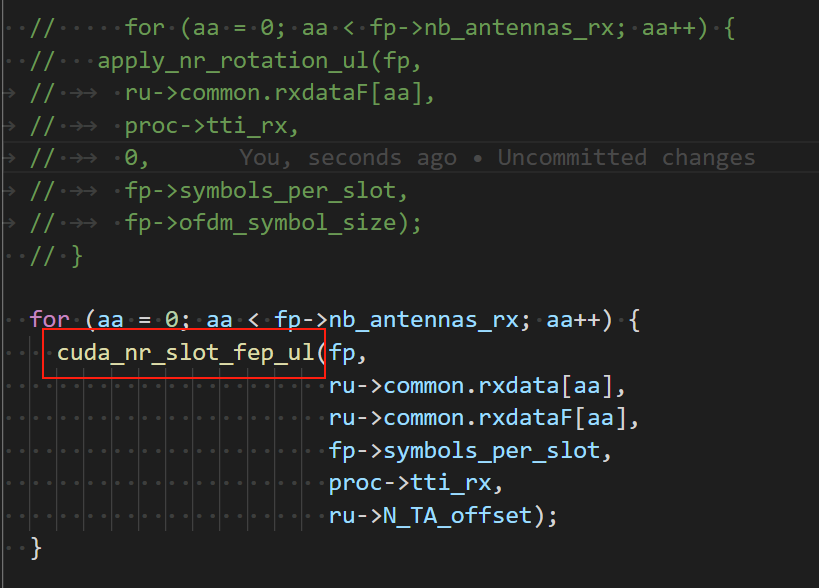 //     for (aa = 0; aa < fp->nb_antennas_rx; aa++) {
//   apply_nr_rotation_ul(fp,
//    ru->common.rxdataF[aa],
//    proc->tti_rx,
//    0,    You, seconds ago • Uncommitted changes
//    fp->symbols_per_slot,
//    fp->ofdm_symbol_size);
// }
for (aa = 0; aa < fp->nb_antennas_rx; aa++) {
  cuda_nr_slot_fep_ul(fp,
                      ru->common.rxdata[aa],
                      ru->common.rxdataF[aa],
                      fp->symbols_per_slot,
                      proc->tti_rx,
                      ru->N_TA_offset);
}